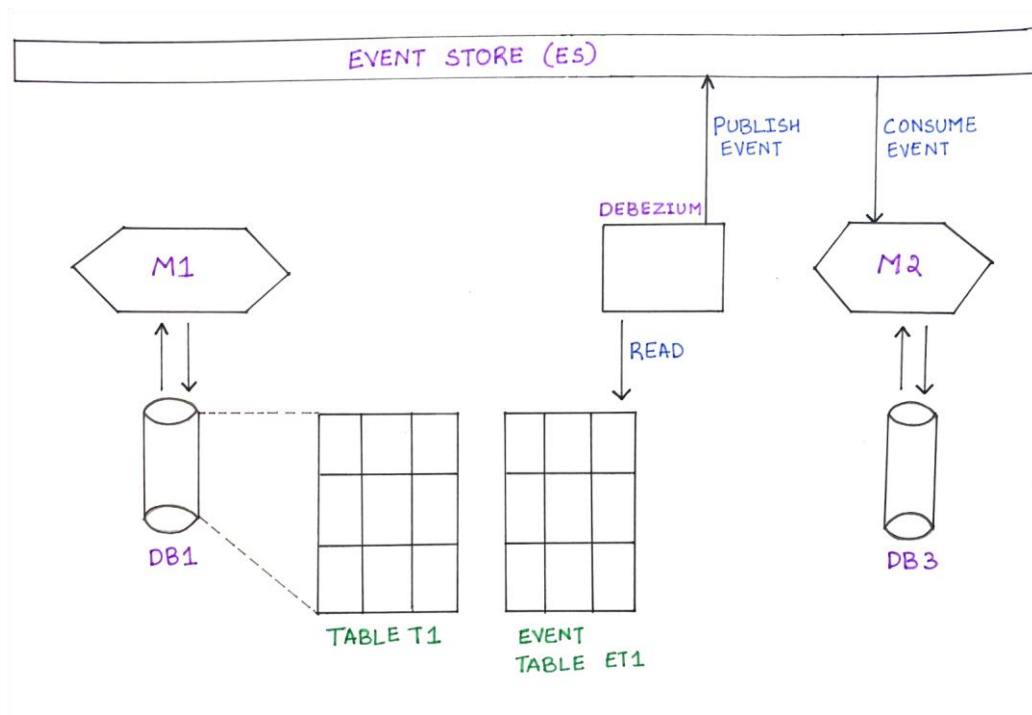 EVENT STORE (ES)
PUBLISH
EVENT
CONSUME
EVENT
DEBEZIUM
M1
M2
READ
DB1
DB3
TABLE T1
EVENT
TABLE ET1